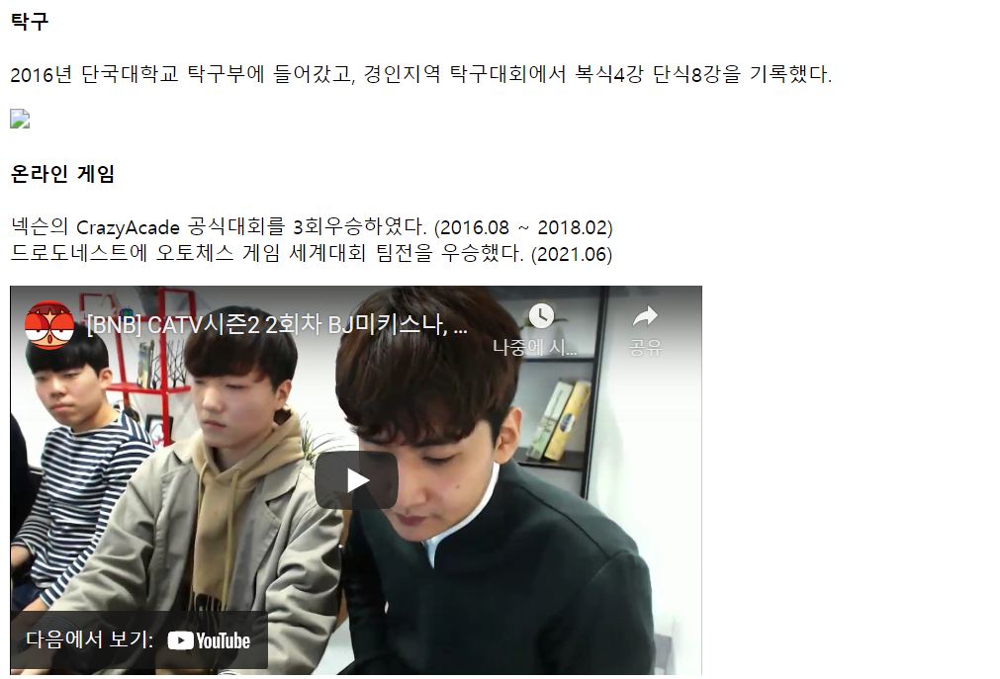 탁구
2016년 단국대학교 탁구부에 들어갔고, 경인지역 탁구대회에서 복식4강 단식8강을 기록했다.
온라인 게임
넥슨의 CrazyAcade 공식대회를 3회우승하였다. (2016.08 ~ 2018.02)
드로도네스트에 오토체스 게임 세계대회 팀전을 우승했다. (2021.06)
[BNB] CATV시즌2 2회차 BJ미키스나, ...
나중에 시...
공유
다음에서 보기: YouTube